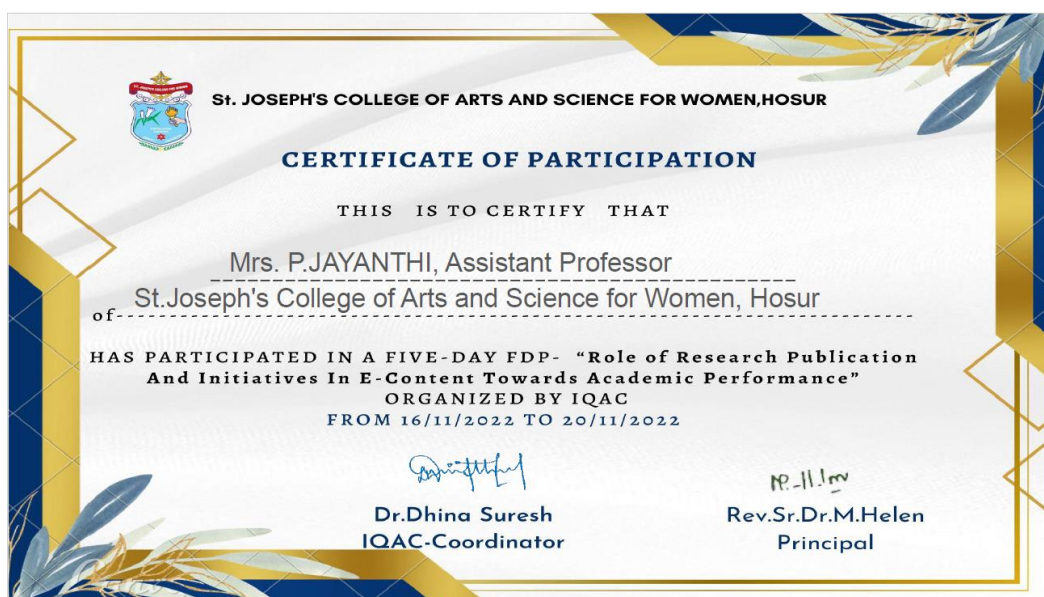 St. JOSEPH'S COLLEGE OF ARTS AND SCIENCE FOR WOMEN,HOSUR
CERTIFICATE OF PARTICIPATION
THIS IS TO CERTIFY THAT
Mrs. P.JAYANTHI, Assistant Professor
St.Joseph's College of Arts and Science for Women, Hosur
of
HAS PARTICIPATED IN A FIVE-DAY FDP- “Role of Research Publication
And Initiatives In E-Content Towards Academic Performance”
ORGANIZED BY IQAC
FROM 16/11/2022 TO 20/11/2022
Dr.Dhina Suresh
IQAC-Coordinator
Rev.Sr.Dr.M.Helen
Principal